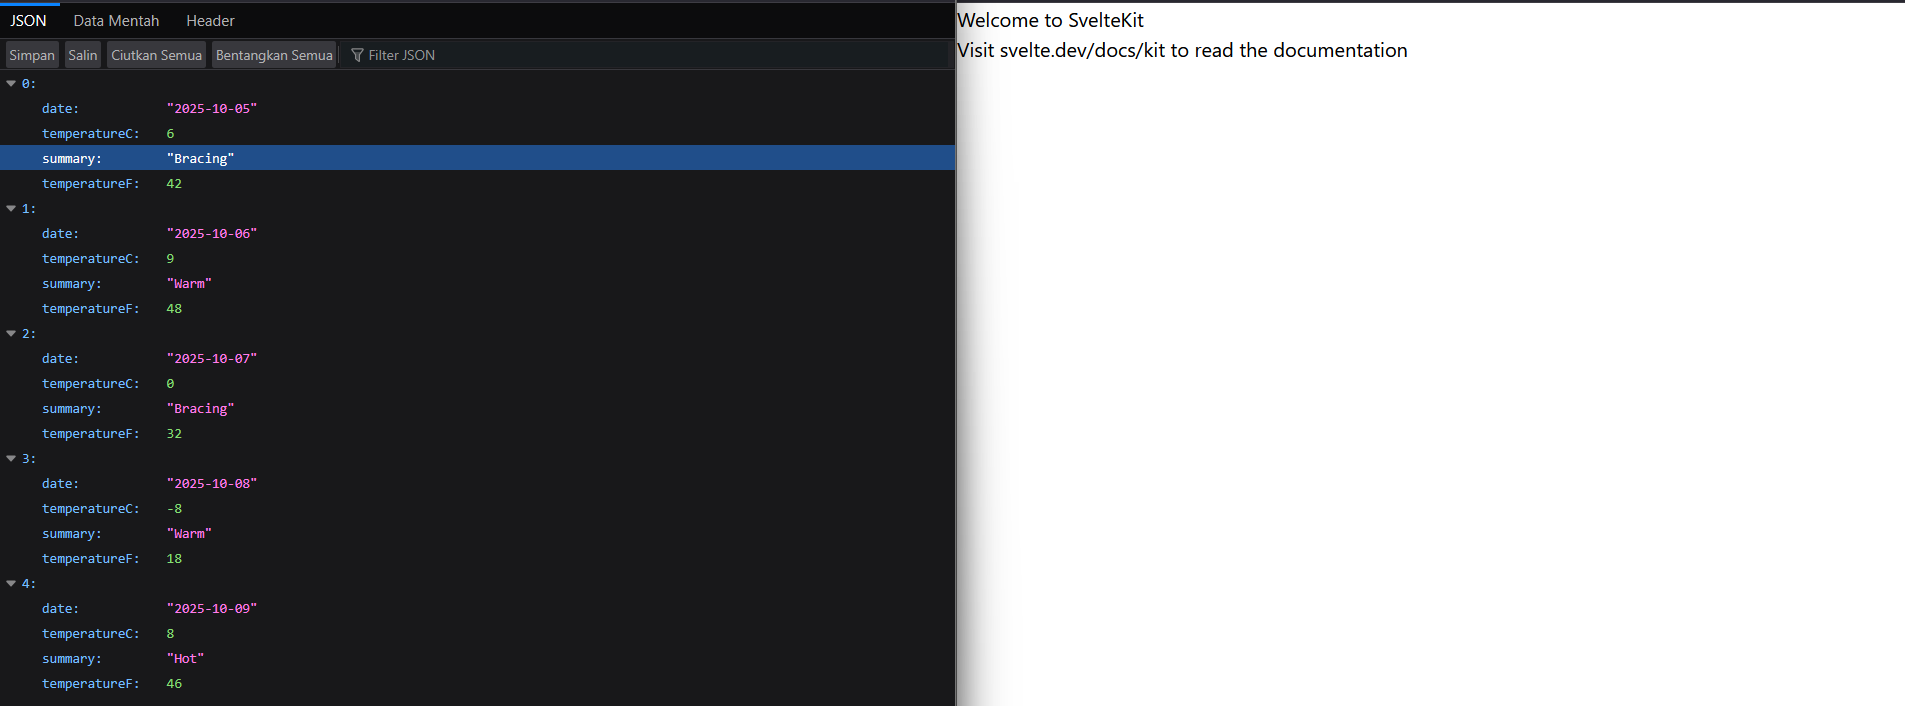 JSON Data Mentah Header
Simpan Salin Ciutkan Semua Bentangkan Semua Filter JSON
0:
date: "2025-10-05"
temperatureC: 6
summary: "Bracing"
temperatureF: 42
1:
date: "2025-10-06"
temperatureC: 9
summary: "Warm"
temperatureF: 48
2:
date: "2025-10-07"
temperatureC: 0
summary: "Bracing"
temperatureF: 32
3:
date: "2025-10-08"
temperatureC: -8
summary: "Warm"
temperatureF: 18
4:
date: "2025-10-09"
temperatureC: 8
summary: "Hot"
temperatureF: 46
Welcome to SvelteKit
Visit svelte.dev/docs/kit to read the documentation